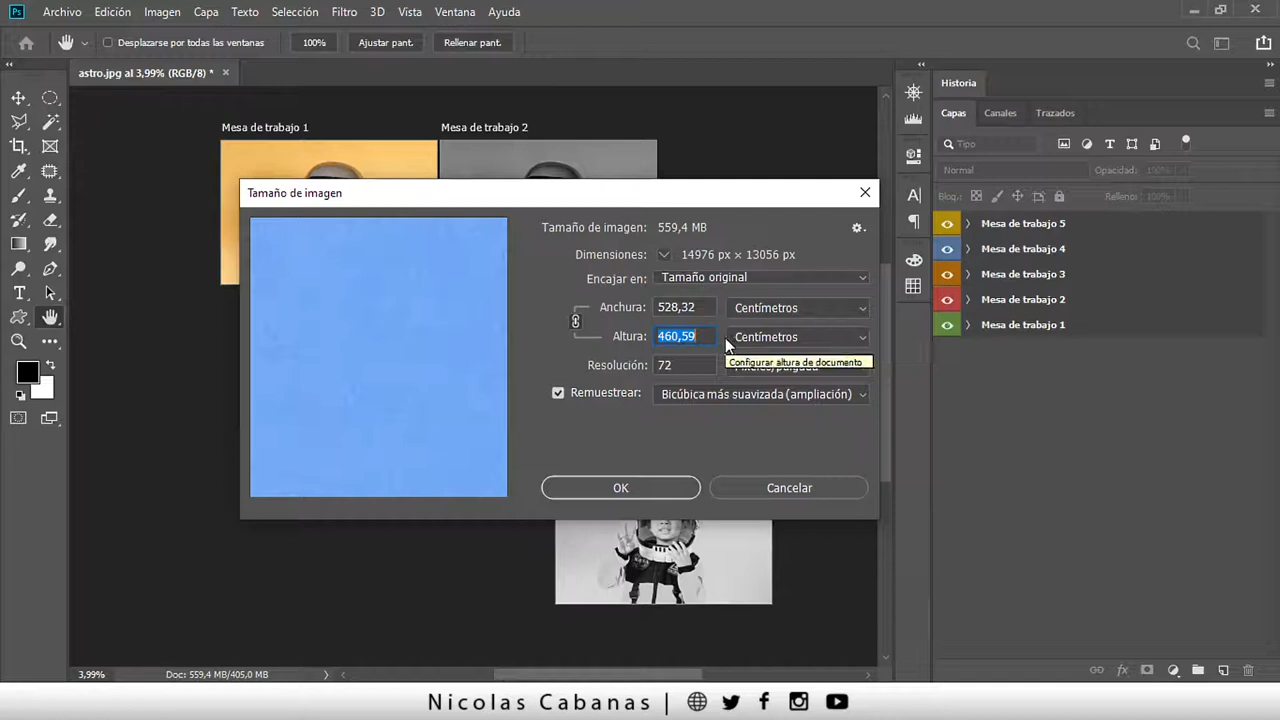 Ps Archivo Edición Imagen Capa Texto Selección Filtro 3D Vista Ventana Ayuda
Desplazarse por todas las ventanas 100% Ajustar pant. Rellenar pant.
astro.jpg al 3,99% (RGB/8) * ×
Historia
Capas Canales Trazados
Mesa de trabajo 1 Mesa de trabajo 2
Tipo
Normal Opacidad: 100%
Bloq.: Relleno: 100%
Tamaño de imagen
Tamaño de imagen: 559,4 MB
Dimensiones: 14976 px × 13056 px
Encajar en: Tamaño original
Anchura: 528,32 Centímetros
Altura: 460,59 Centímetros
Configurar altura de documento
Resolución: 72 Píxeles/pulgada
Remuestrear: Bicúbica más suavizada (ampliación)
OK Cancelar
Mesa de trabajo 5
Mesa de trabajo 4
Mesa de trabajo 3
Mesa de trabajo 2
Mesa de trabajo 1
3,99% Doc: 559,4 MB/405,0 MB
Nicolas Cabanas |